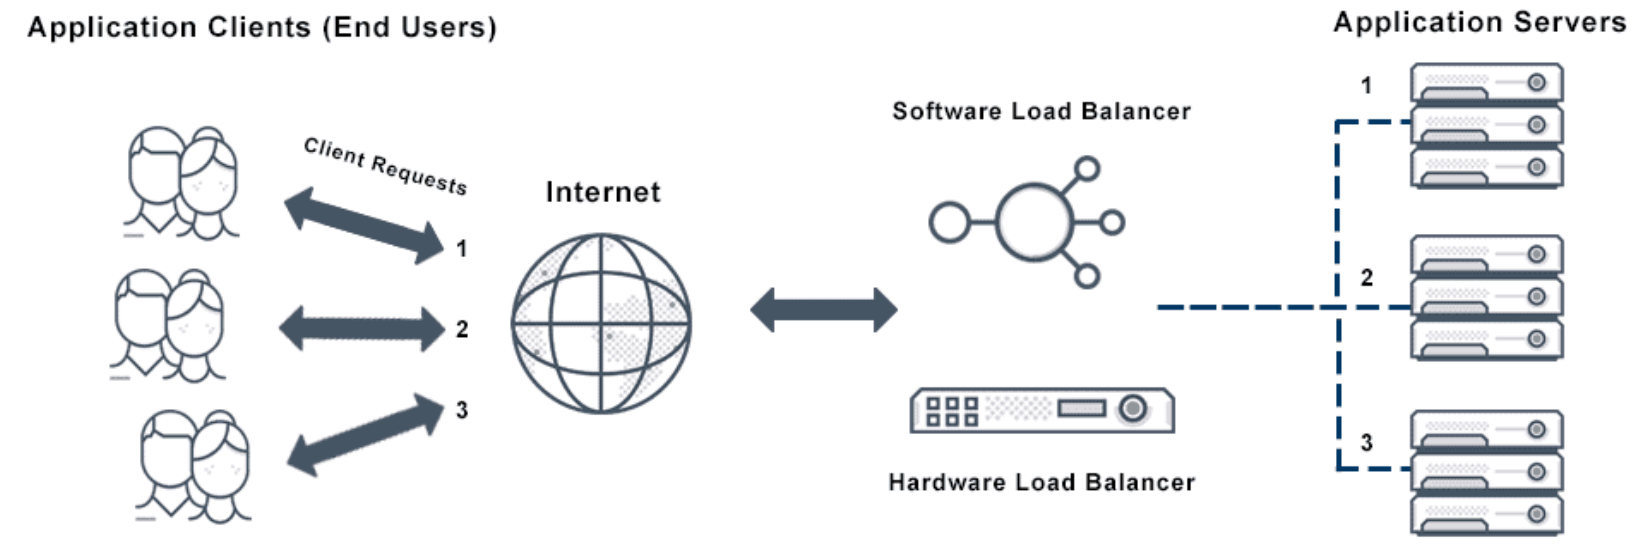 Application Clients (End Users)
Client Requests
1
2
3
Internet
Software Load Balancer
Hardware Load Balancer
Application Servers
1
2
3